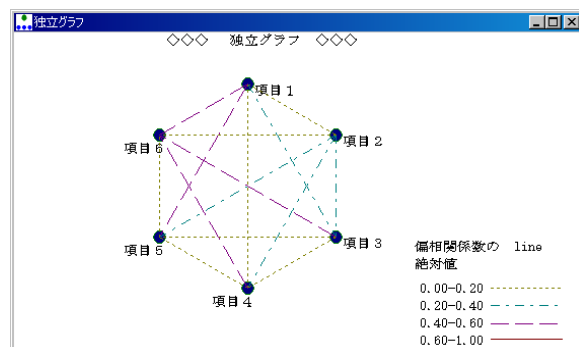 独立グラフ
◇◇◇ 独立グラフ ◇◇◇
項目1
項目2
項目6
項目3
項目5
項目4
偏相関係数の line
絶対値
0.00-0.20
0.20-0.40
0.40-0.60
0.60-1.00